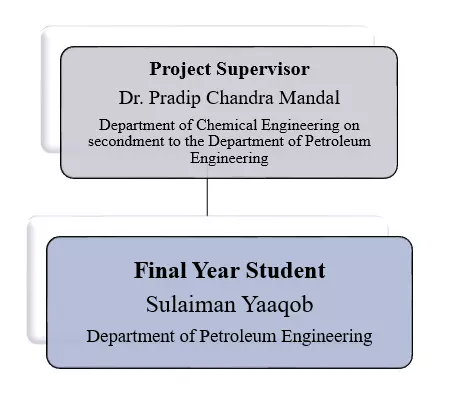 Project Supervisor
Dr. Pradip Chandra Mandal
Department of Chemical Engineering on
secondment to the Department of Petroleum
Engineering
Final Year Student
Sulaiman Yaaqob
Department of Petroleum Engineering